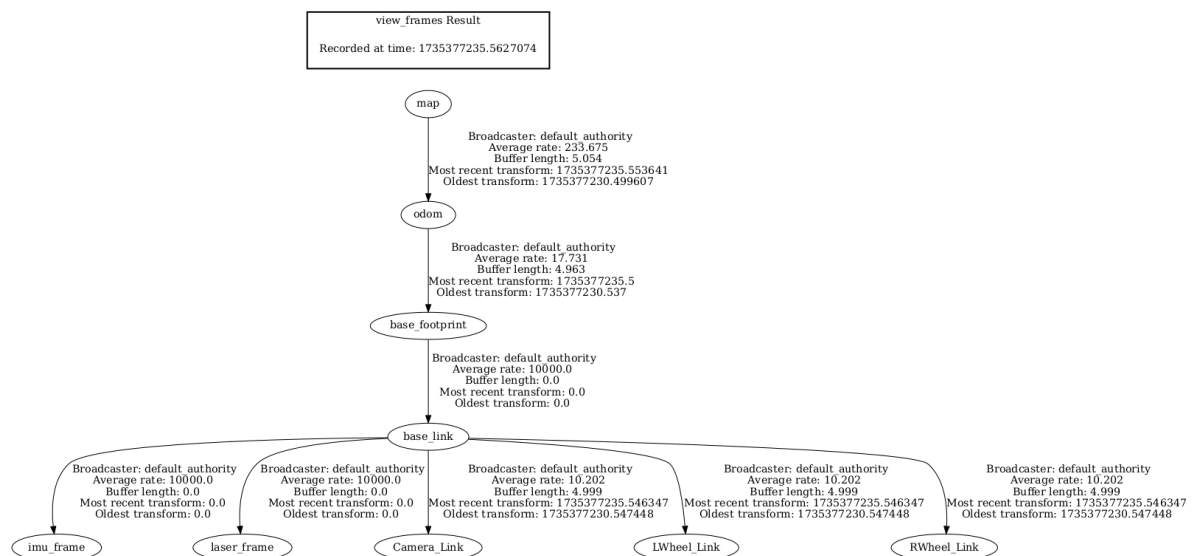 view_frames Result
Recorded at time: 1735377235.5627074
map
Broadcaster: default_authority
Average rate: 233.675
Buffer length: 5.054
Most recent transform: 1735377235.553641
Oldest transform: 1735377230.499607
odom
Broadcaster: default_authority
Average rate: 17.731
Buffer length: 4.963
Most recent transform: 1735377235.5
Oldest transform: 1735377230.537
base_footprint
Broadcaster: default_authority
Average rate: 10000.0
Buffer length: 0.0
Most recent transform: 0.0
Oldest transform: 0.0
base_link
Broadcaster: default_authority
Average rate: 10000.0
Buffer length: 0.0
Most recent transform: 0.0
Oldest transform: 0.0
Broadcaster: default_authority
Average rate: 10000.0
Buffer length: 0.0
Most recent transform: 0.0
Oldest transform: 0.0
Broadcaster: default_authority
Average rate: 10.202
Buffer length: 4.999
Most recent transform: 1735377235.546347
Oldest transform: 1735377230.547448
Broadcaster: default_authority
Average rate: 10.202
Buffer length: 4.999
Most recent transform: 1735377235.546347
Oldest transform: 1735377230.547448
Broadcaster: default_authority
Average rate: 10.202
Buffer length: 4.999
Most recent transform: 1735377235.546347
Oldest transform: 1735377230.547448
imu_frame
laser_frame
Camera_Link
LWheel_Link
RWheel_Link